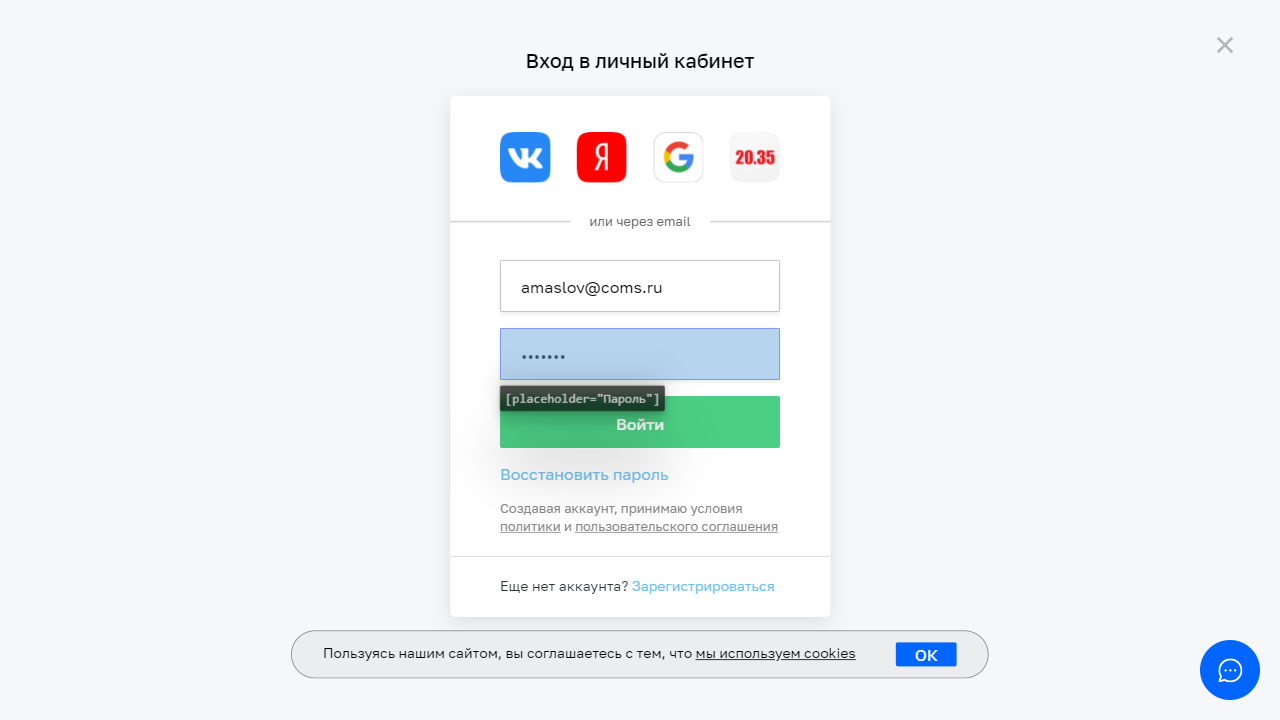 Вход в личный кабинет
20.35
или через email
amaslov@coms.ru
•••••••
[placeholder="Пароль"]
Войти
Восстановить пароль
Создавая аккаунт, принимаю условия
политики и пользовательского соглашения
Еще нет аккаунта? Зарегистрироваться
Пользуясь нашим сайтом, вы соглашаетесь с тем, что мы используем cookies
OK